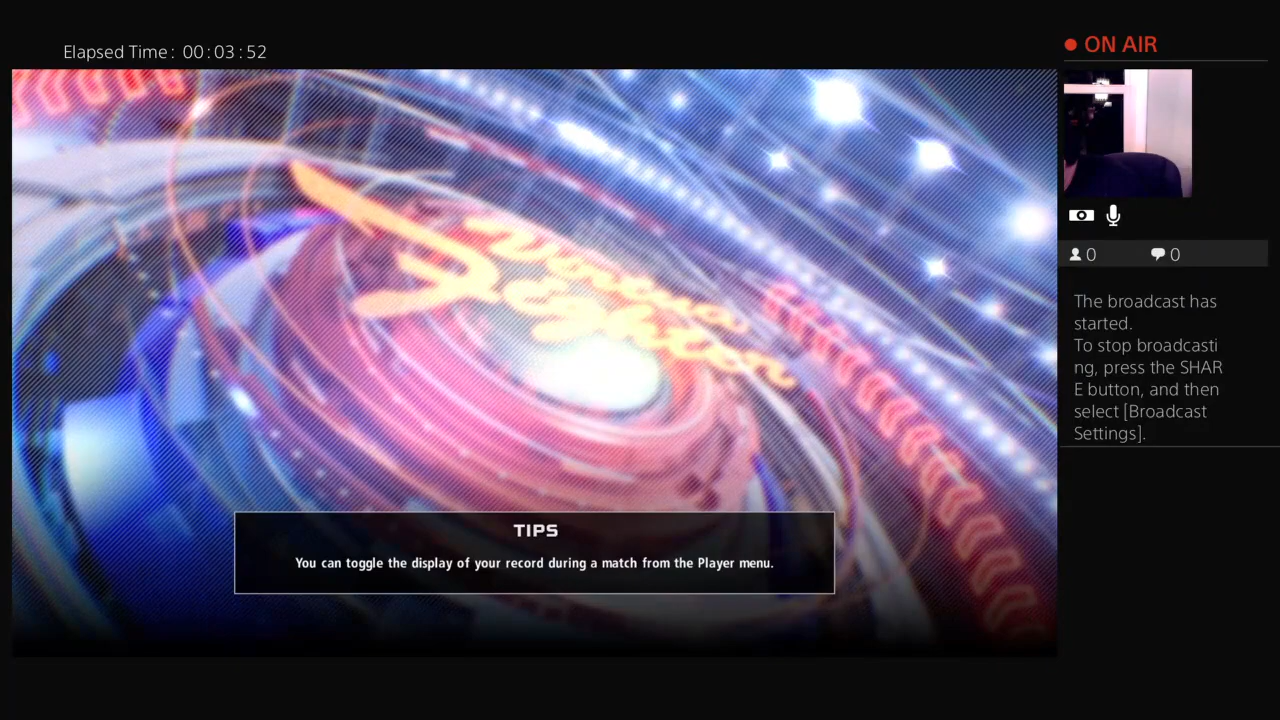 Elapsed Time: 00:03:52
ON AIR
Virtua
Fighter
0 0
The broadcast has
started.
To stop broadcasti
ng, press the SHAR
E button, and then
select [Broadcast
Settings].
TIPS
You can toggle the display of your record during a match from the Player menu.